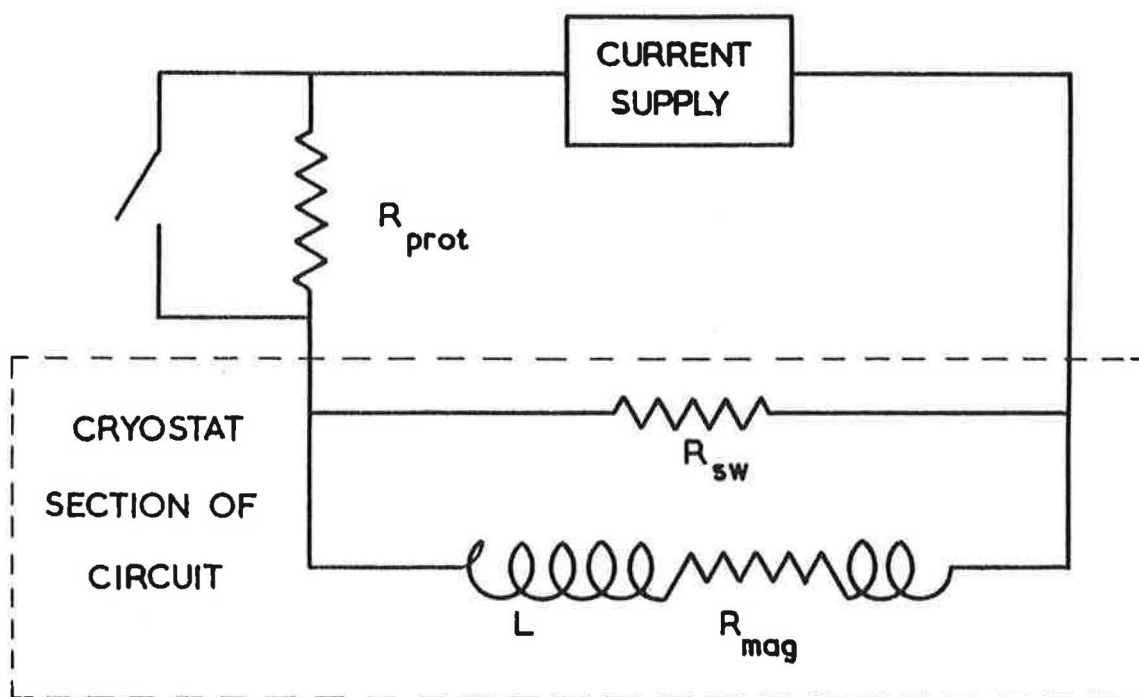 CURRENT
SUPPLY
R prot
CRYOSTAT
SECTION OF
CIRCUIT
R sw
L
R mag